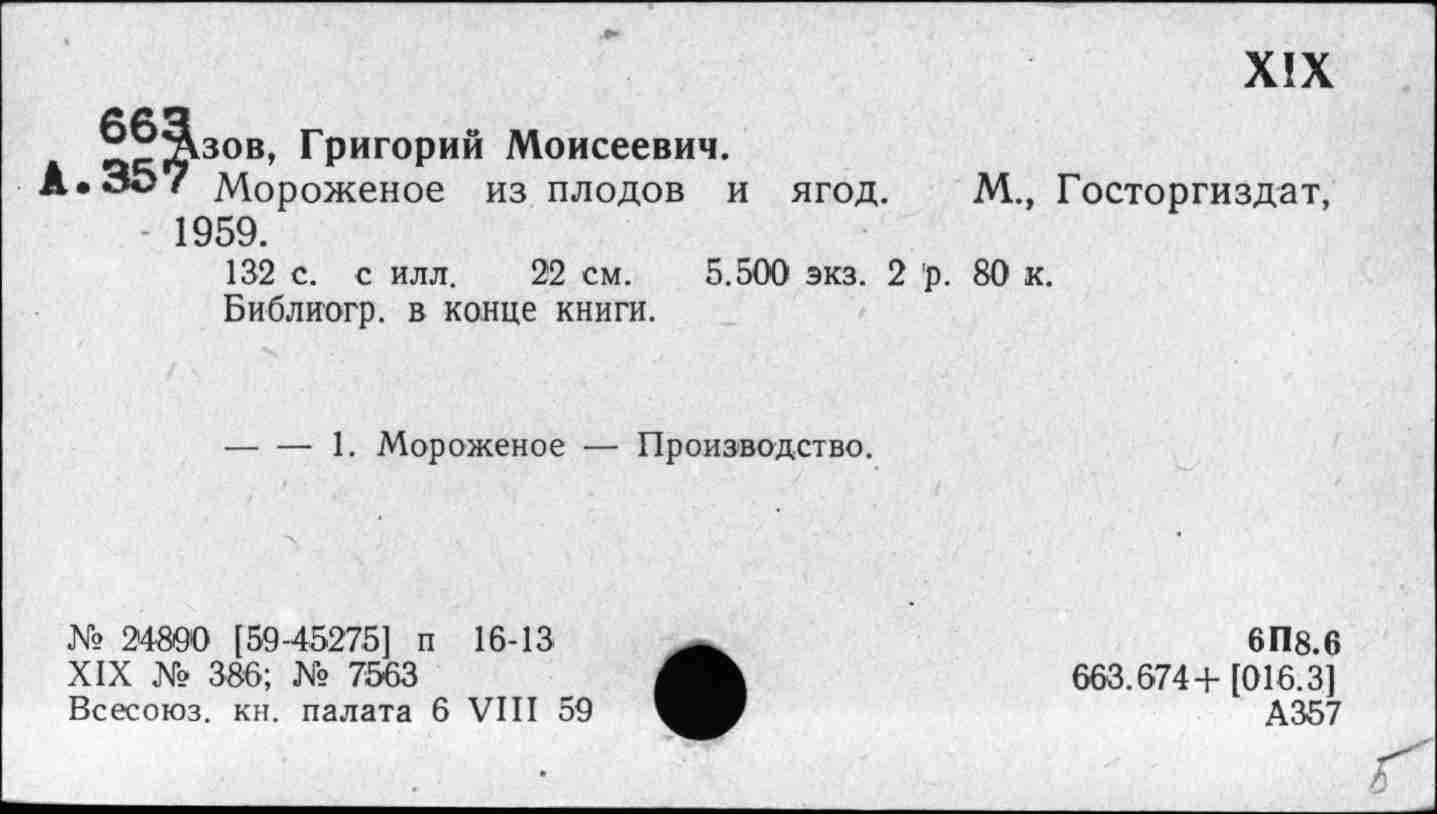 XIX
663
Азов, Григорий Моисеевич.
А.357
Мороженое из плодов и ягод. М., Госторгиздат,
1959.
132 с. с илл. 22 см. 5.500 экз. 2 р. 80 к.
Библиогр. в конце книги.
— — 1. Мороженое — Производство.
№ 24890 [59-45275] п 16-13
XIX № 386; № 7563
Всесоюз. кн. палата 6 VIII 59
6П8.6
663.674+[016.3]
А357
Б